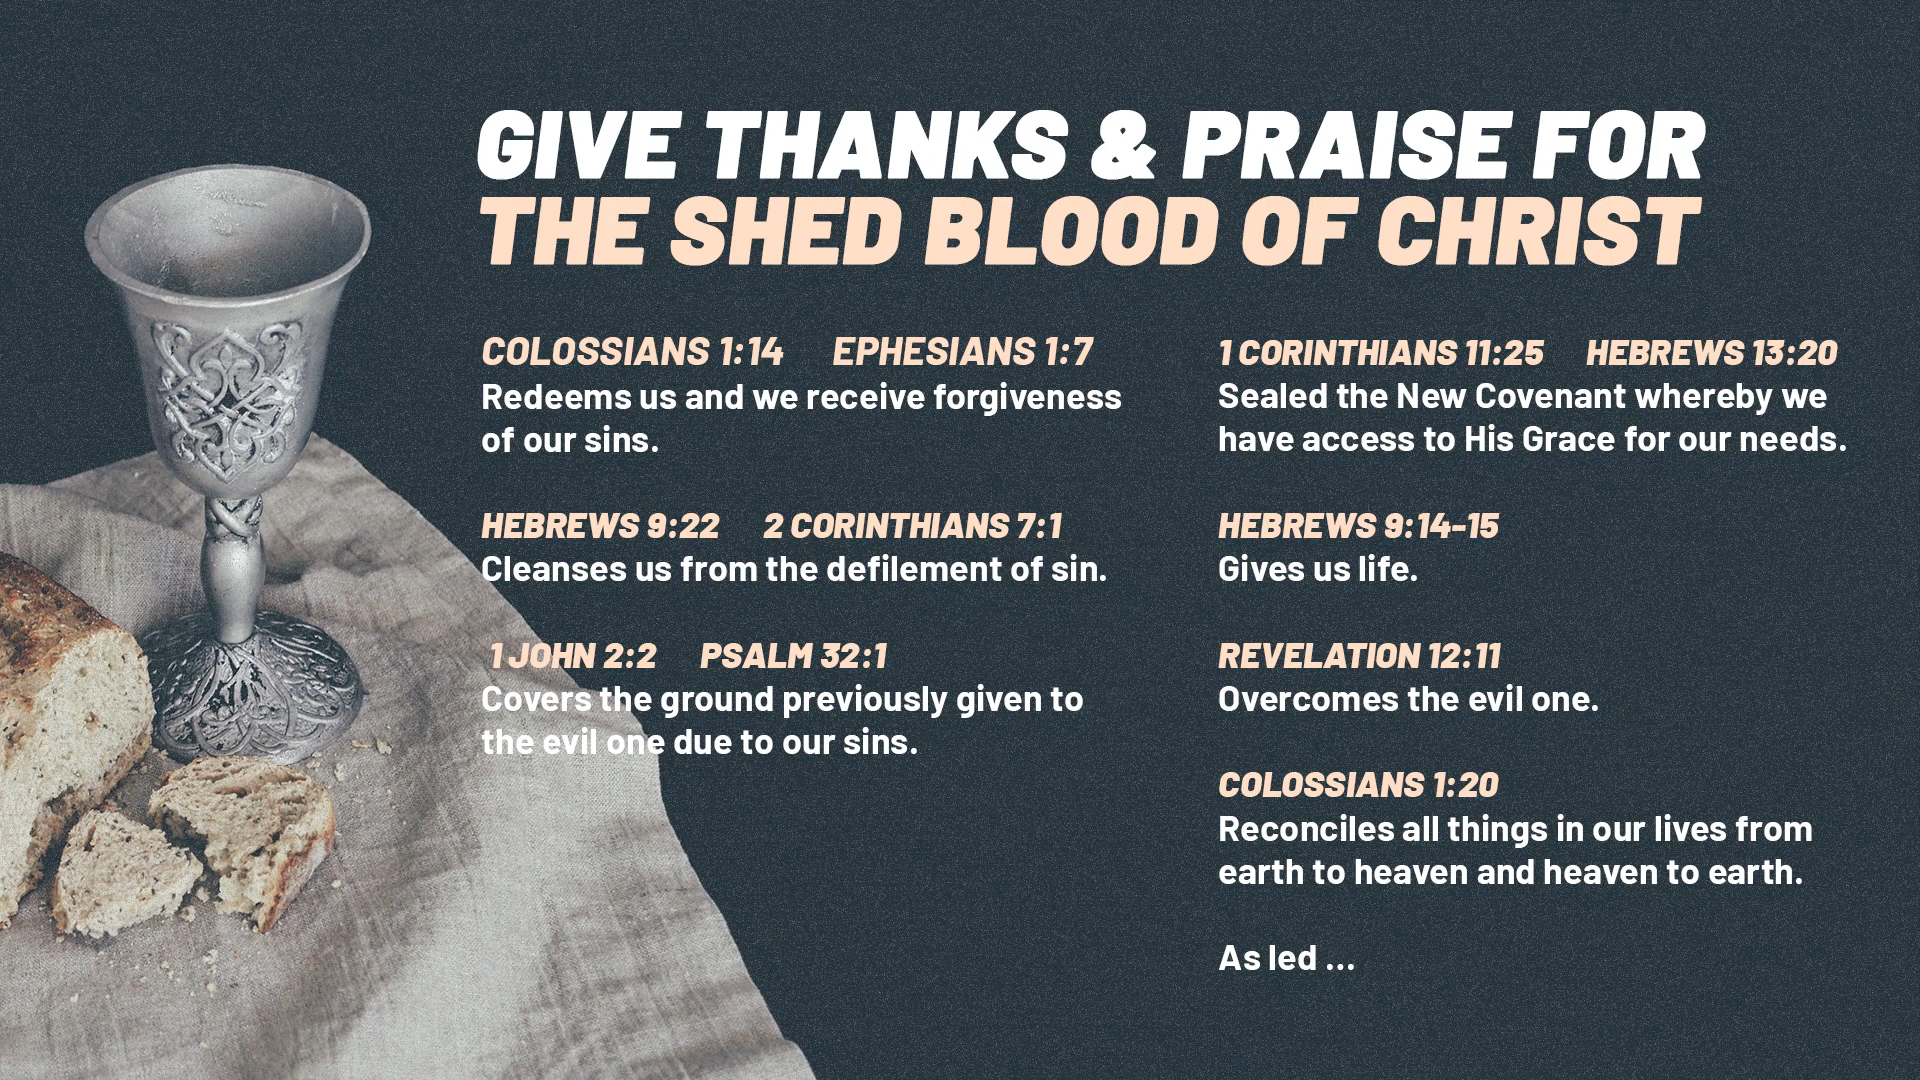 GIVE THANKS & PRAISE FOR
THE SHED BLOOD OF CHRIST
COLOSSIANS 1:14 EPHESIANS 1:7
Redeems us and we receive forgiveness
of our sins.
HEBREWS 9:22 2 CORINTHIANS 7:1
Cleanses us from the defilement of sin.
1 JOHN 2:2 PSALM 32:1
Covers the ground previously given to
the evil one due to our sins.
1 CORINTHIANS 11:25 HEBREWS 13:20
Sealed the New Covenant whereby we
have access to His Grace for our needs.
HEBREWS 9:14-15
Gives us life.
REVELATION 12:11
Overcomes the evil one.
COLOSSIANS 1:20
Reconciles all things in our lives from
earth to heaven and heaven to earth.
As led ...